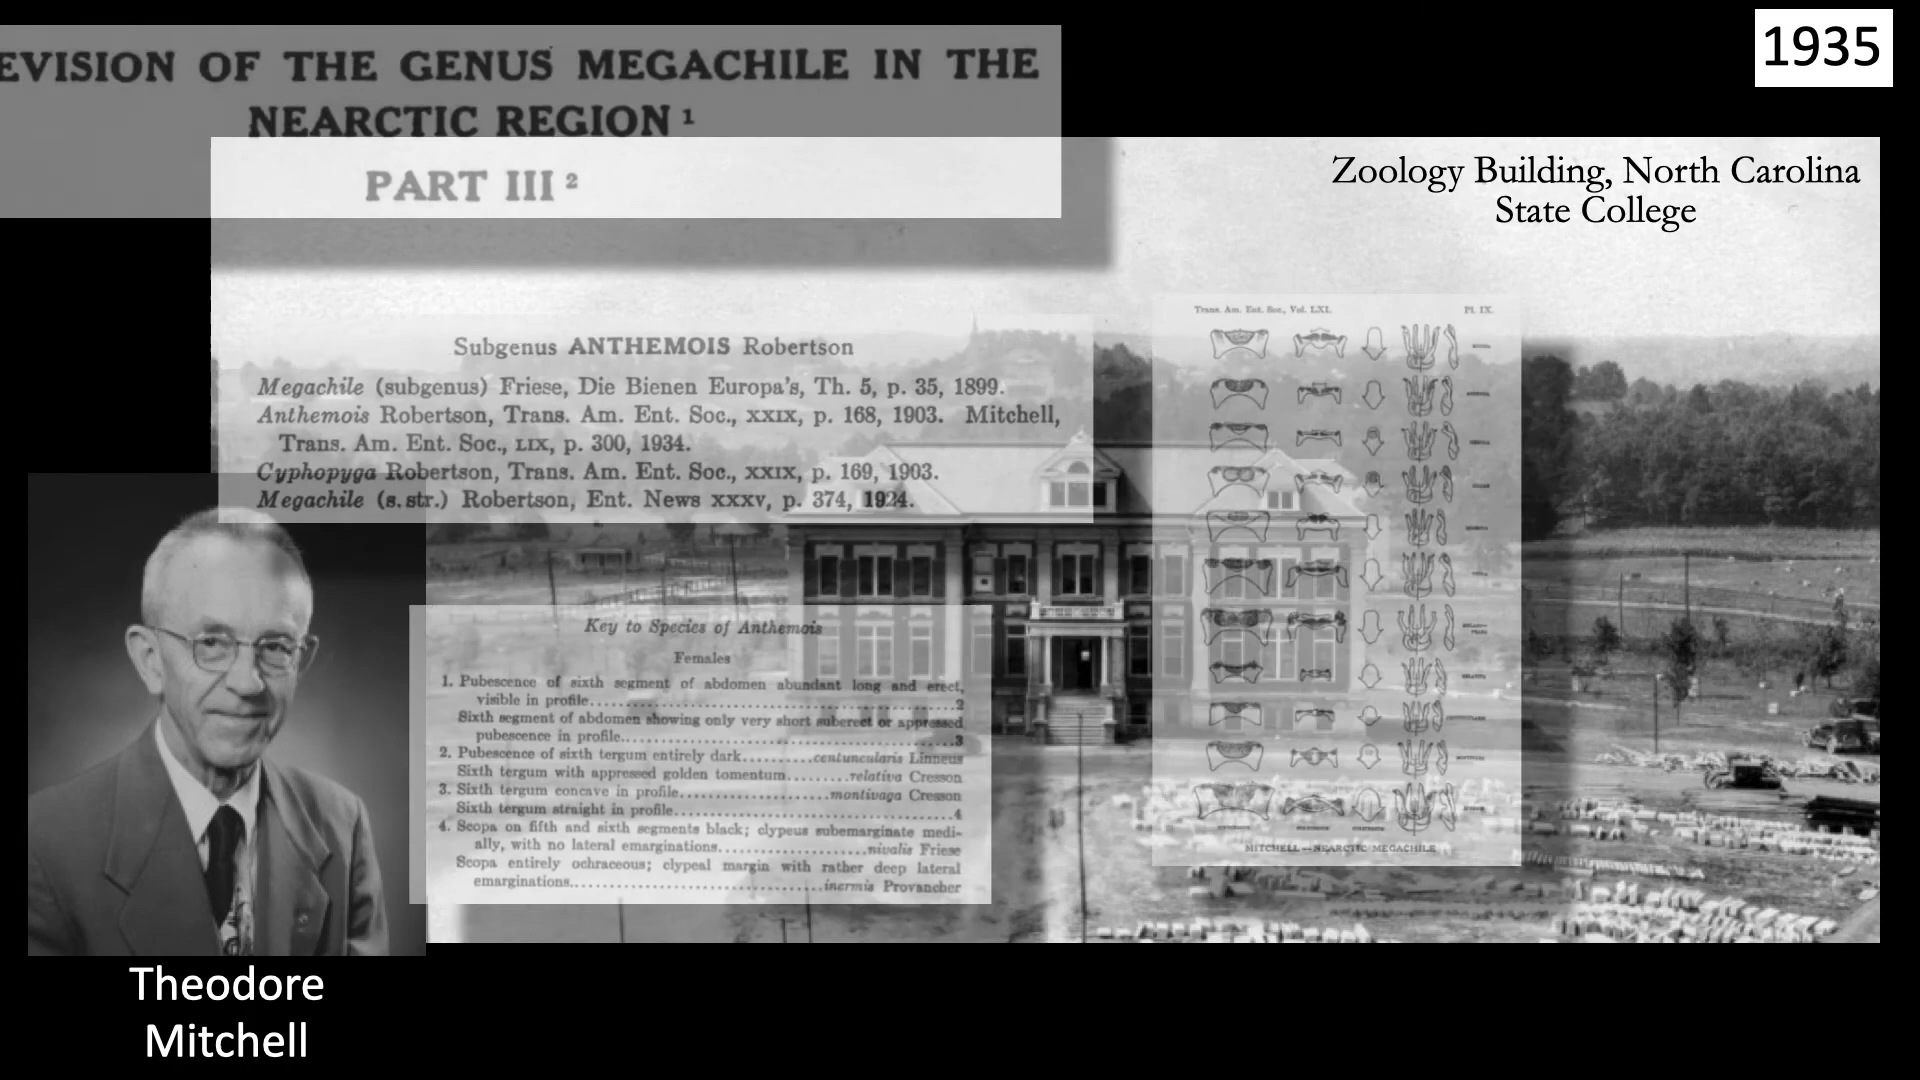 EVISION OF THE GENUS MEGACHILE IN THE
NEARCTIC REGION ¹
PART III ²
1935
Zoology Building, North Carolina
State College
Subgenus ANTHEMOIS Robertson
Megachile (subgenus) Friese, Die Bienen Europa's, Th. 5, p. 35, 1899.
Anthemois Robertson, Trans. Am. Ent. Soc., XXIX, p. 168, 1903. Mitchell,
Trans. Am. Ent. Soc., LIX, p. 300, 1934.
Cyphopyga Robertson, Trans. Am. Ent. Soc., XXIX, p. 169, 1903.
Megachile (s. str.) Robertson, Ent. News XXXV, p. 374, 1924.
Key to Species of Anthemois
Females
1. Pubescence of sixth segment of abdomen abundant long and erect,
visible in profile..........2
Sixth segment of abdomen showing only very short suberect or appressed
pubescence in profile..........3
2. Pubescence of sixth tergum entirely dark..........centuncularis Linneus
Sixth tergum with appressed golden tomentum..........relativa Cresson
3. Sixth tergum concave in profile..........montivaga Cresson
Sixth tergum straight in profile..........4
4. Scopa on fifth and sixth segments black; clypeus submarginate medi-
ally, with no lateral emarginations..........nivalis Friese
Scopa entirely ochraceous; clypeal margin with rather deep lateral
emarginations..........inermis Provancher
Trans. Am. Ent. Soc., Vol. LXI.
Pl. IX.
MITCHELL—NEARCTIC MEGACHILE
Theodore
Mitchell